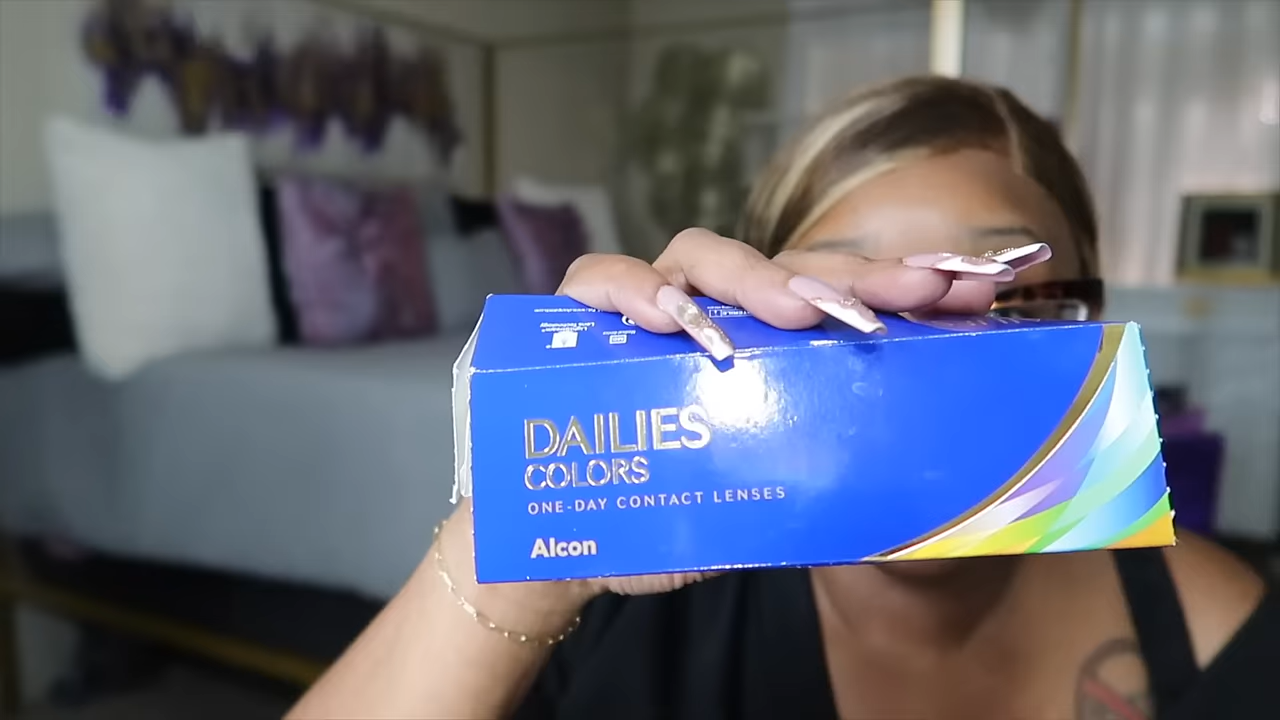 DAILIES
COLORS
ONE-DAY CONTACT LENSES
Alcon